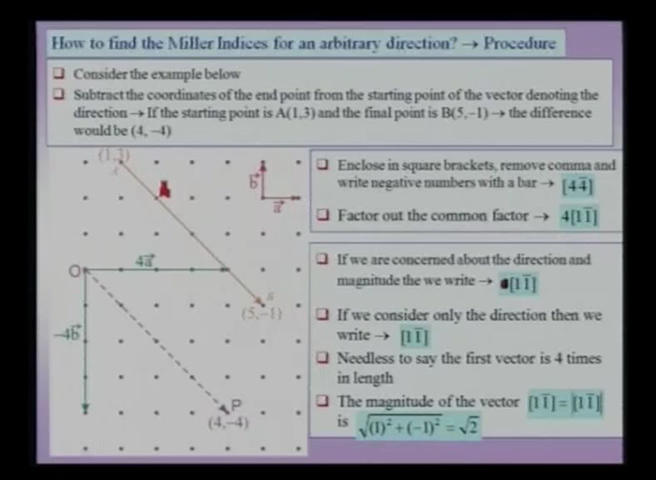 How to find the Miller Indices for an arbitrary direction? → Procedure
❑ Consider the example below
❑ Subtract the coordinates of the end point from the starting point of the vector denoting the
direction → If the starting point is A(1,3) and the final point is B(5,−1) → the difference
would be (4, −4)
(1,3)
A
b⃗
a⃗
O
4a⃗
B
(5,−1)
−4b⃗
P
(4,−4)
❑ Enclose in square brackets, remove comma and
write negative numbers with a bar → [44̄]
❑ Factor out the common factor → 4[11̄]
❑ If we are concerned about the direction and
magnitude the we write → [11̄]
❑ If we consider only the direction then we
write → [11̄]
❑ Needless to say the first vector is 4 times
in length
❑ The magnitude of the vector [11̄] = |[11̄]|
is √(1)² + (−1)² = √2